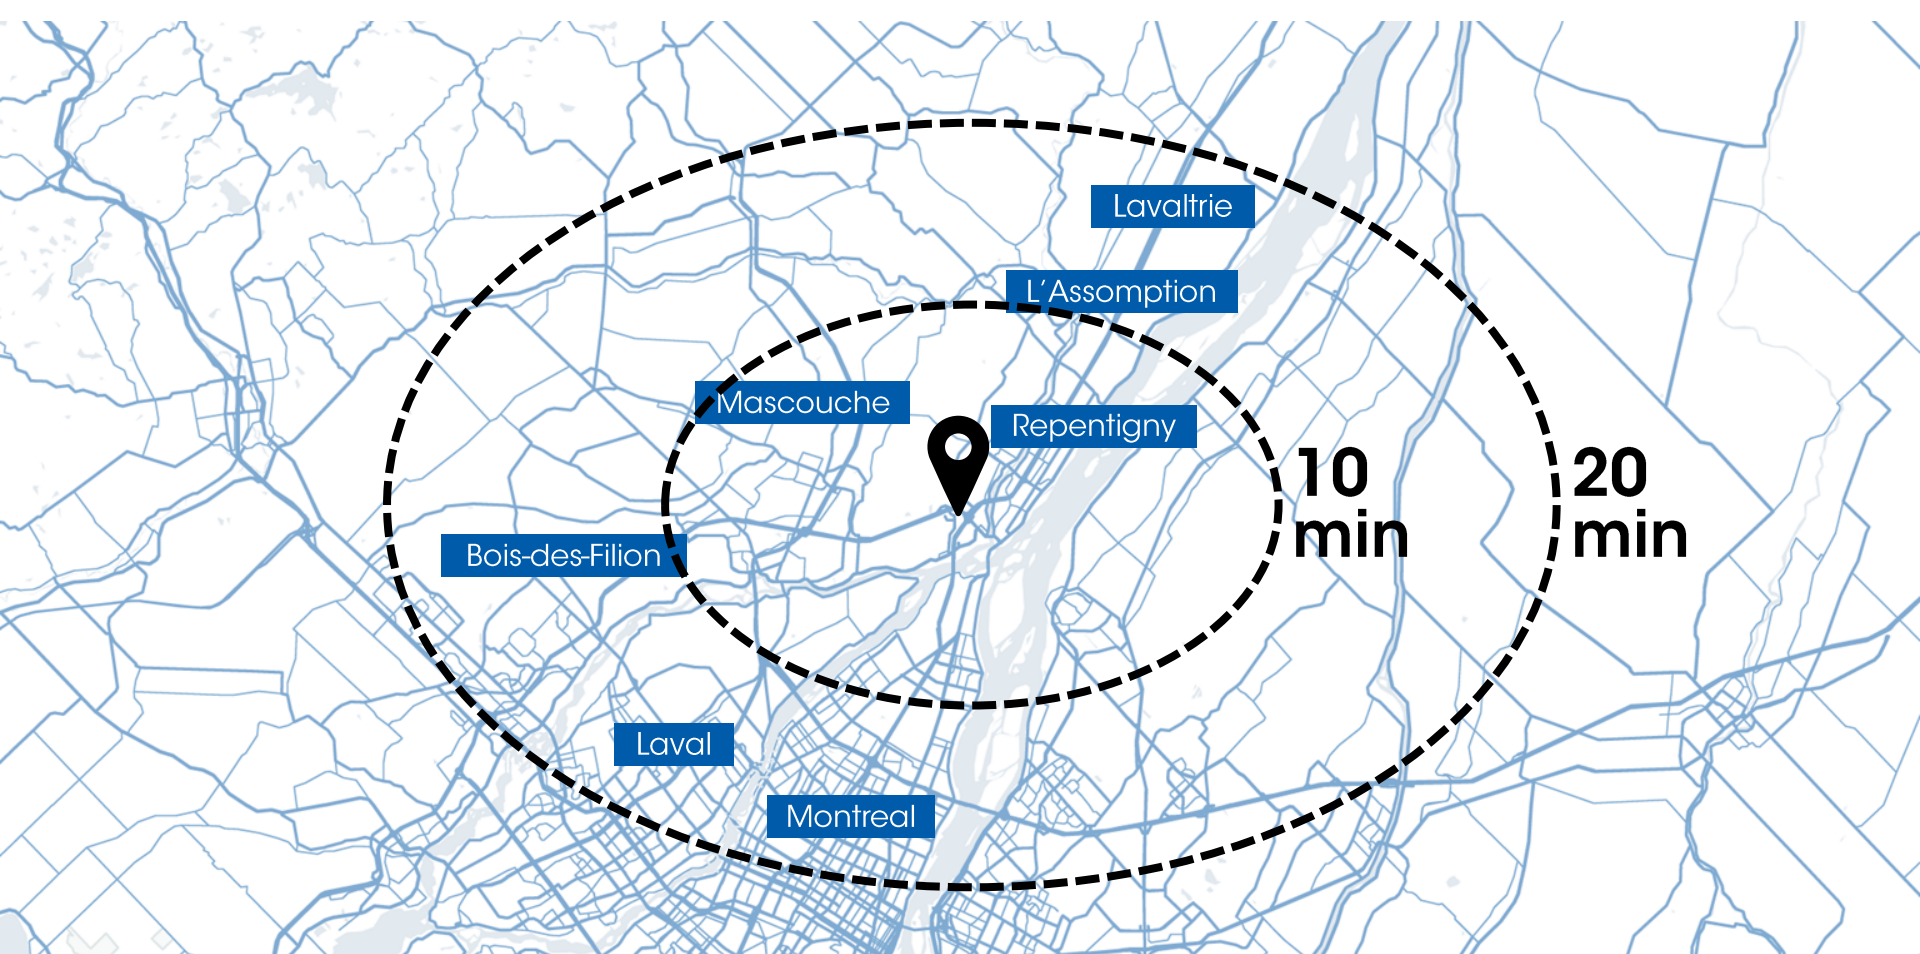 Lavaltrie
L’Assomption
Mascouche
Repentigny
10
min
20
min
Bois-des-Filion
Laval
Montreal